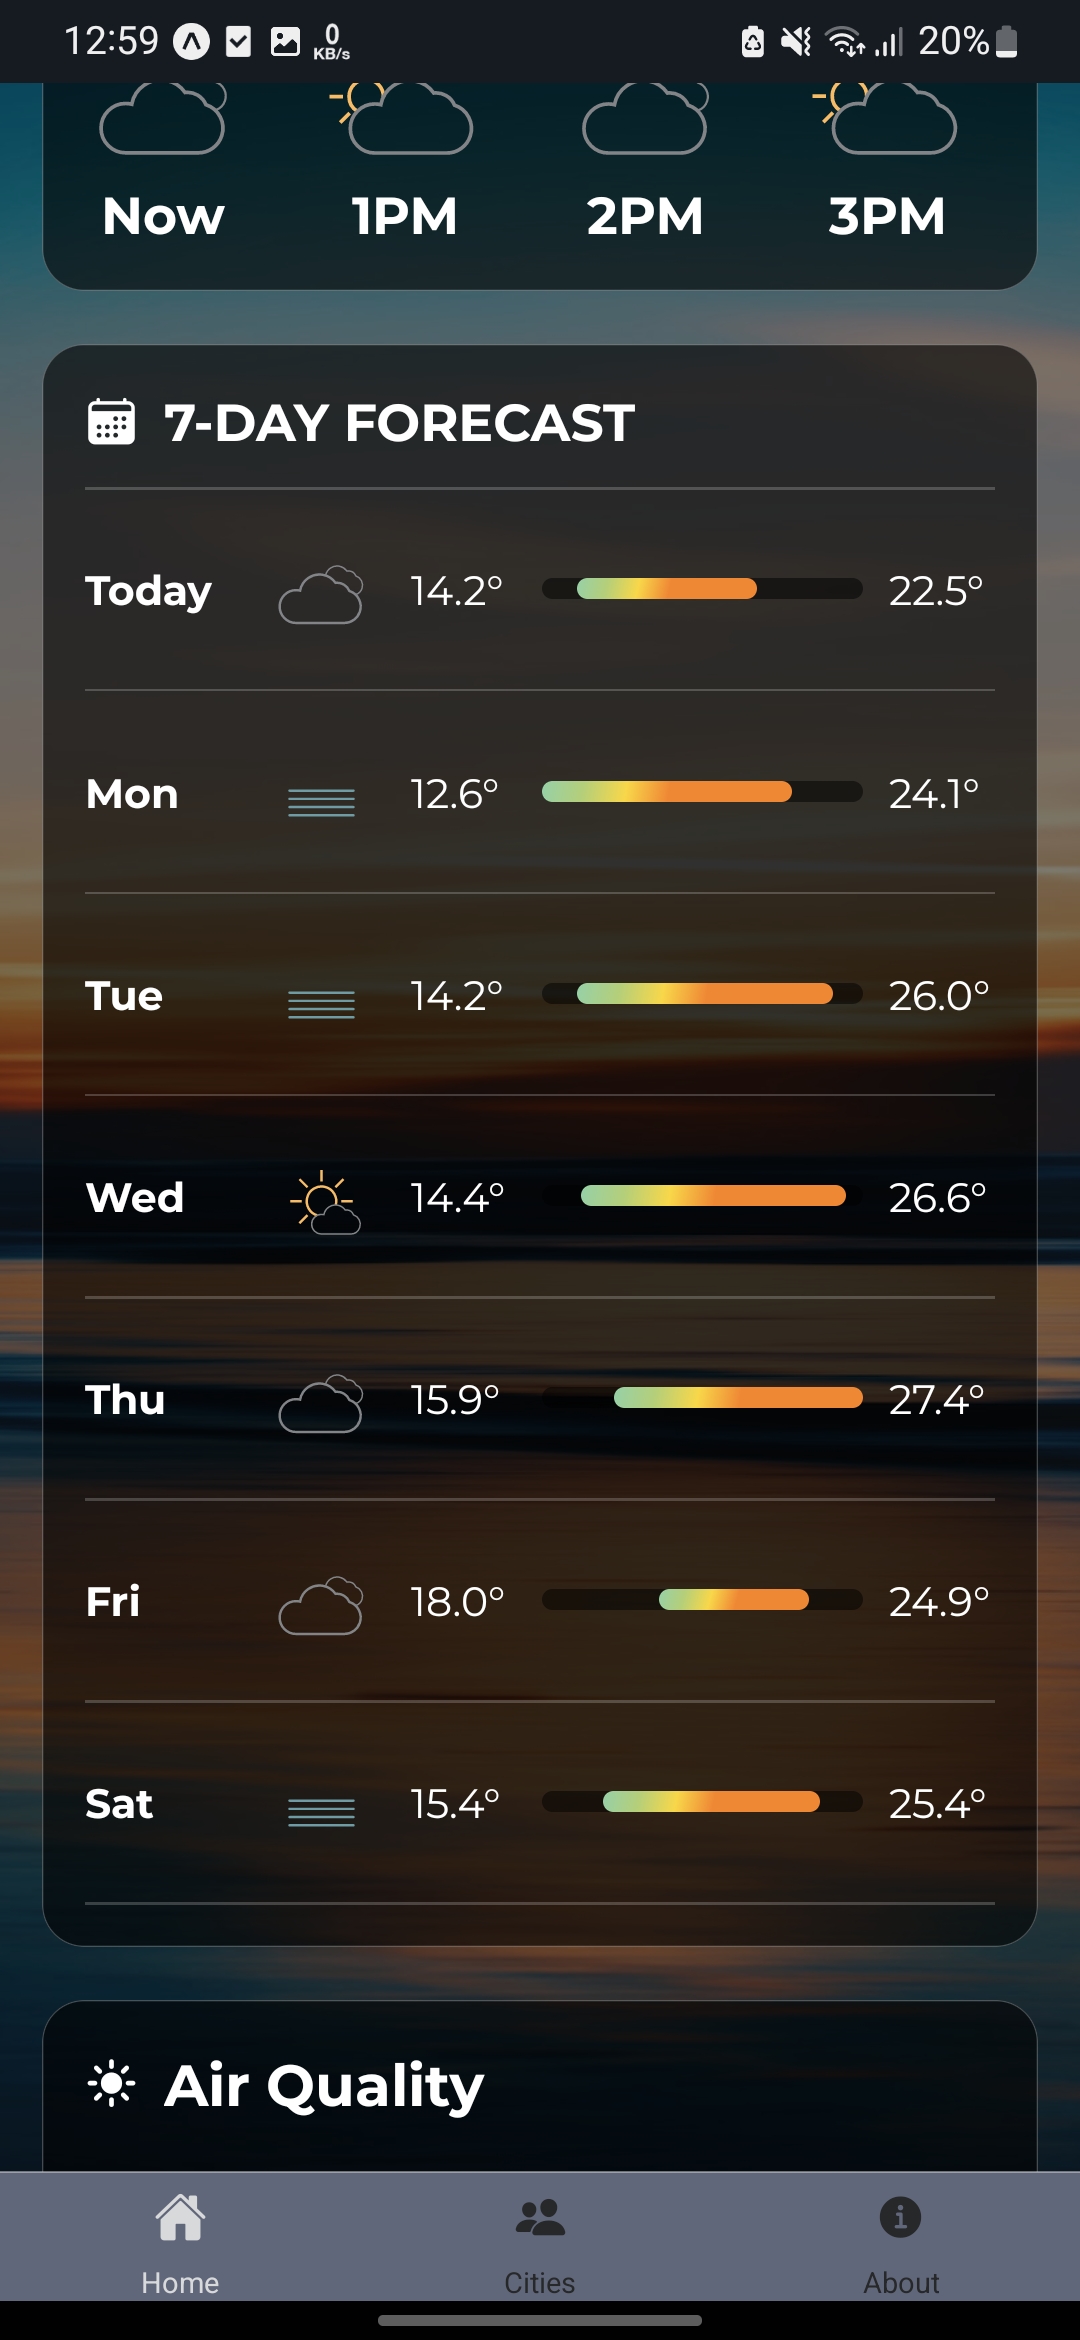 12:59 0 KB/s 20%
Now 1PM 2PM 3PM
7-DAY FORECAST
Today 14.2° 22.5°
Mon 12.6° 24.1°
Tue 14.2° 26.0°
Wed 14.4° 26.6°
Thu 15.9° 27.4°
Fri 18.0° 24.9°
Sat 15.4° 25.4°
Air Quality
Home Cities About